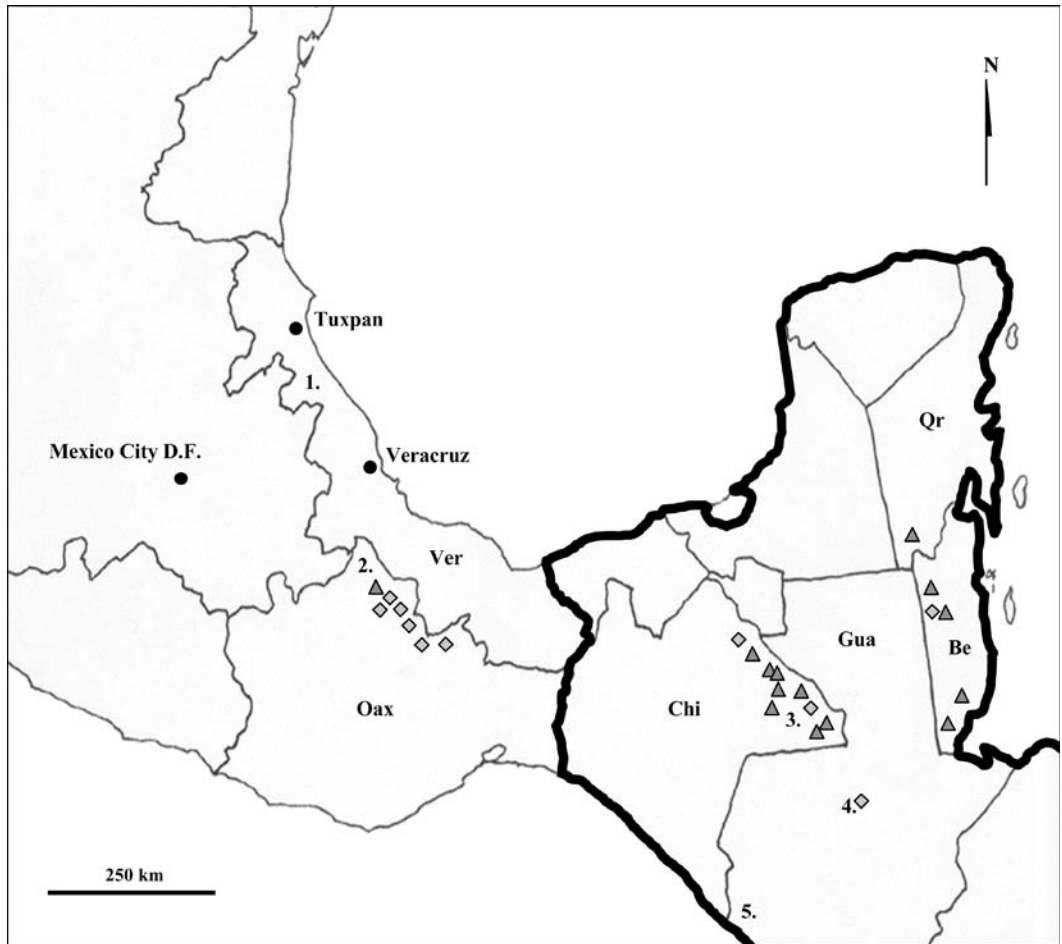 N
Tuxpan
1.
Qr
Mexico City D.F.
Veracruz
Ver
2.
Gua
Be
Oax
Chi
3.
4.
250 km
5.